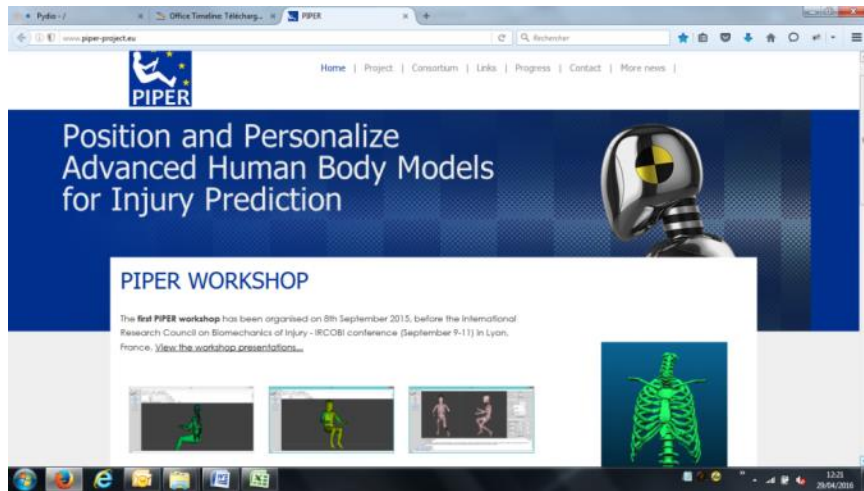 Pydio - /
Office Timeline: Télécharg...
PIPER
www.piper-project.eu
Rechercher
PIPER
Home | Project | Consortium | Links | Progress | Contact | More news |
Position and Personalize
Advanced Human Body Models
for Injury Prediction
PIPER WORKSHOP
The first PIPER workshop has been organised on 8th September 2015, before the International
Research Council on Biomechanics of Injury - IRCOBI conference (September 9-11) in Lyon,
France. View the workshop presentations...
12:21
29/04/2016